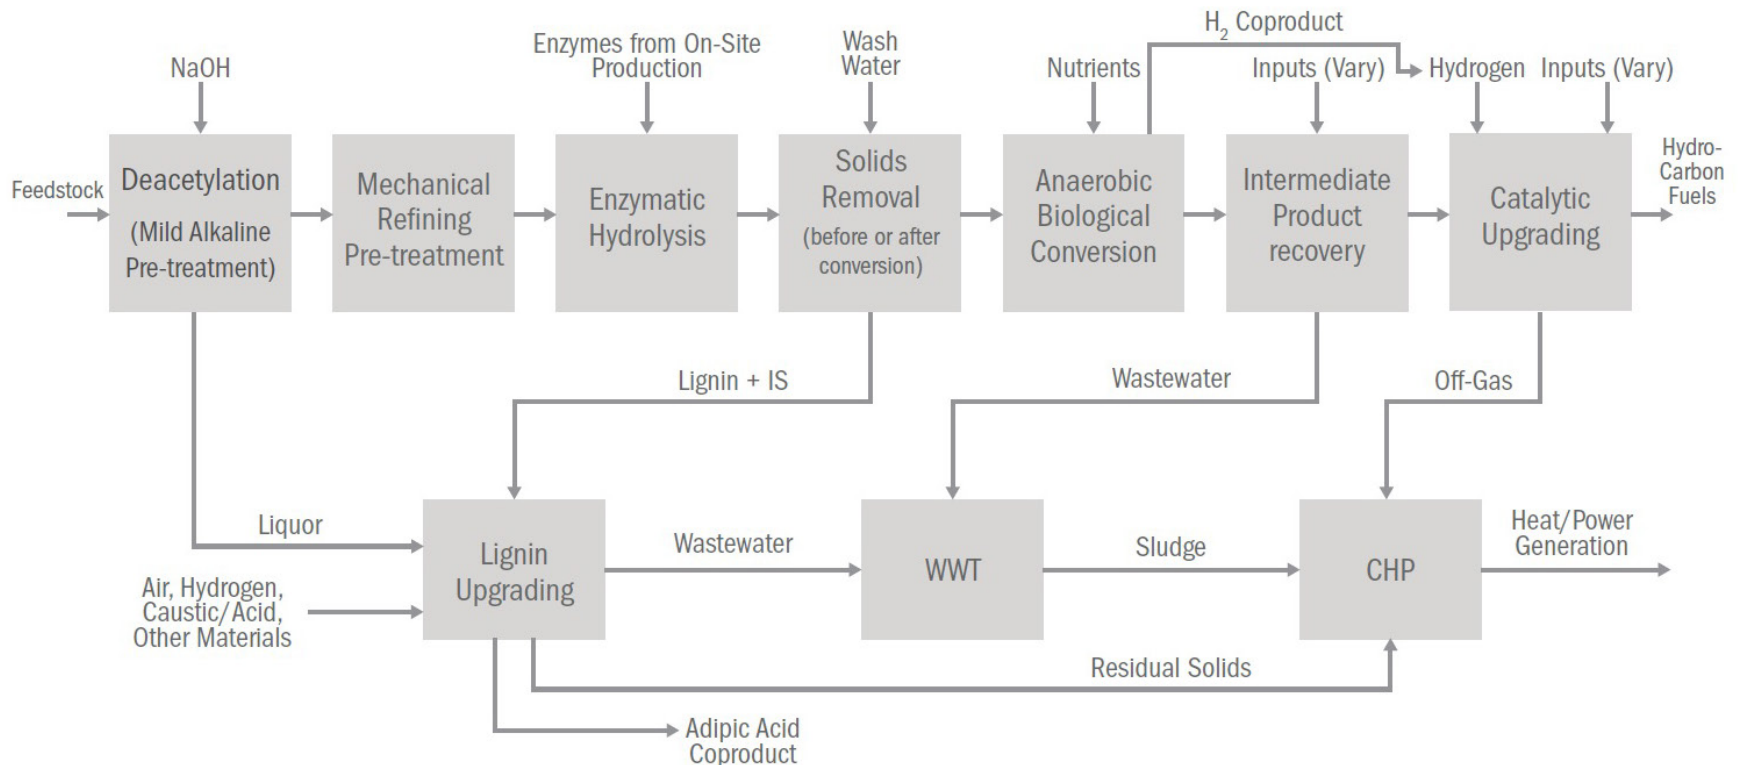 H2 Coproduct
NaOH
Enzymes from On-Site
Production
Wash
Water
Nutrients
Inputs (Vary)
Hydrogen
Inputs (Vary)
Feedstock
Deacetylation
(Mild Alkaline
Pre-treatment)
Mechanical
Refining
Pre-treatment
Enzymatic
Hydrolysis
Solids
Removal
(before or after
conversion)
Anaerobic
Biological
Conversion
Intermediate
Product
recovery
Catalytic
Upgrading
Hydro-
Carbon
Fuels
Lignin + IS
Wastewater
Off-Gas
Liquor
Air, Hydrogen,
Caustic/Acid,
Other Materials
Lignin
Upgrading
Wastewater
WWT
Sludge
CHP
Heat/Power
Generation
Residual Solids
Adipic Acid
Coproduct